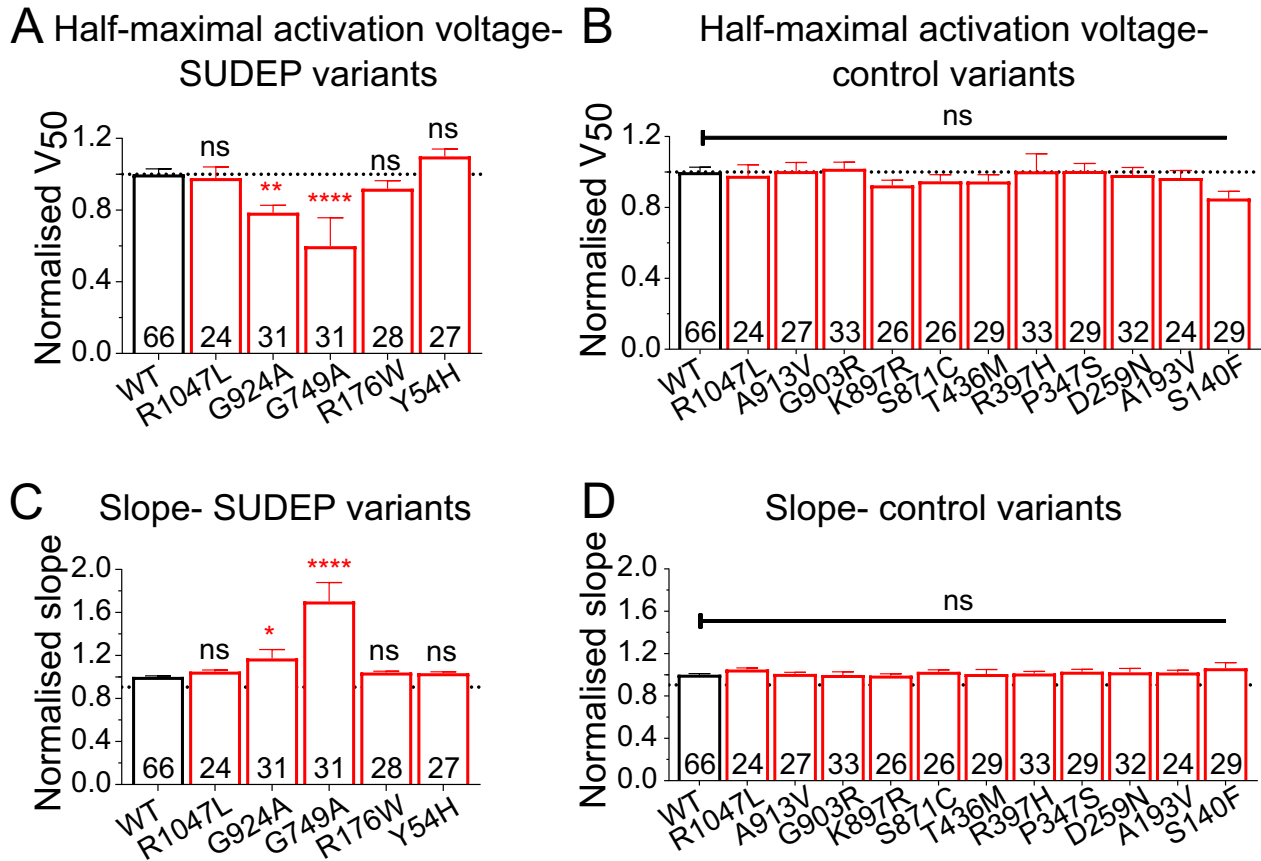 A Half-maximal activation voltage-
SUDEP variants
Normalised V50
1.2
0.8
0.4
0.0
ns
**
****
ns
ns
66 24 31 31 28 27
WT R1047L G924A G749A R176W Y54H
B Half-maximal activation voltage-
control variants
Normalised V50
1.2
0.8
0.4
0.0
ns
66 24 27 33 26 26 29 33 29 32 24 29
WT R1047L A913V G903R K897R S871C T436M R397H P347S D259N A193V S140F
C Slope- SUDEP variants
Normalised slope
2.0
1.6
1.2
0.8
0.4
0.0
ns
*
****
ns
ns
66 24 31 31 28 27
WT R1047L G924A G749A R176W Y54H
D Slope- control variants
Normalised slope
2.0
1.6
1.2
0.8
0.4
0.0
ns
66 24 27 33 26 26 29 33 29 32 24 29
WT R1047L A913V G903R K897R S871C T436M R397H P347S D259N A193V S140F